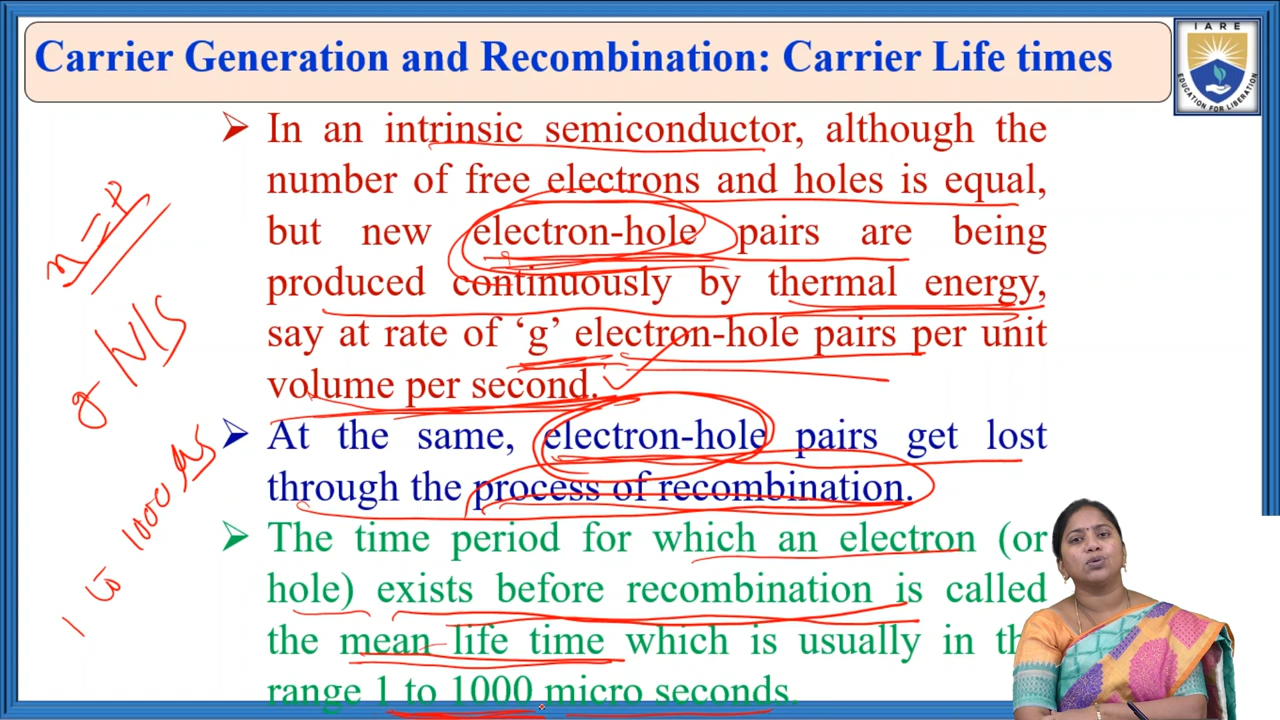 Carrier Generation and Recombination: Carrier Life times
IARE
EDUCATION FOR LIBERATION
➢ In an intrinsic semiconductor, although the
number of free electrons and holes is equal,
but new electron-hole pairs are being
produced continuously by thermal energy,
say at rate of ‘g’ electron-hole pairs per unit
volume per second.
➢ At the same, electron-hole pairs get lost
through the process of recombination.
➢ The time period for which an electron (or
hole) exists before recombination is called
the mean life time which is usually in
range 1 to 1000 micro seconds.
n=p
1 to 1000 μs